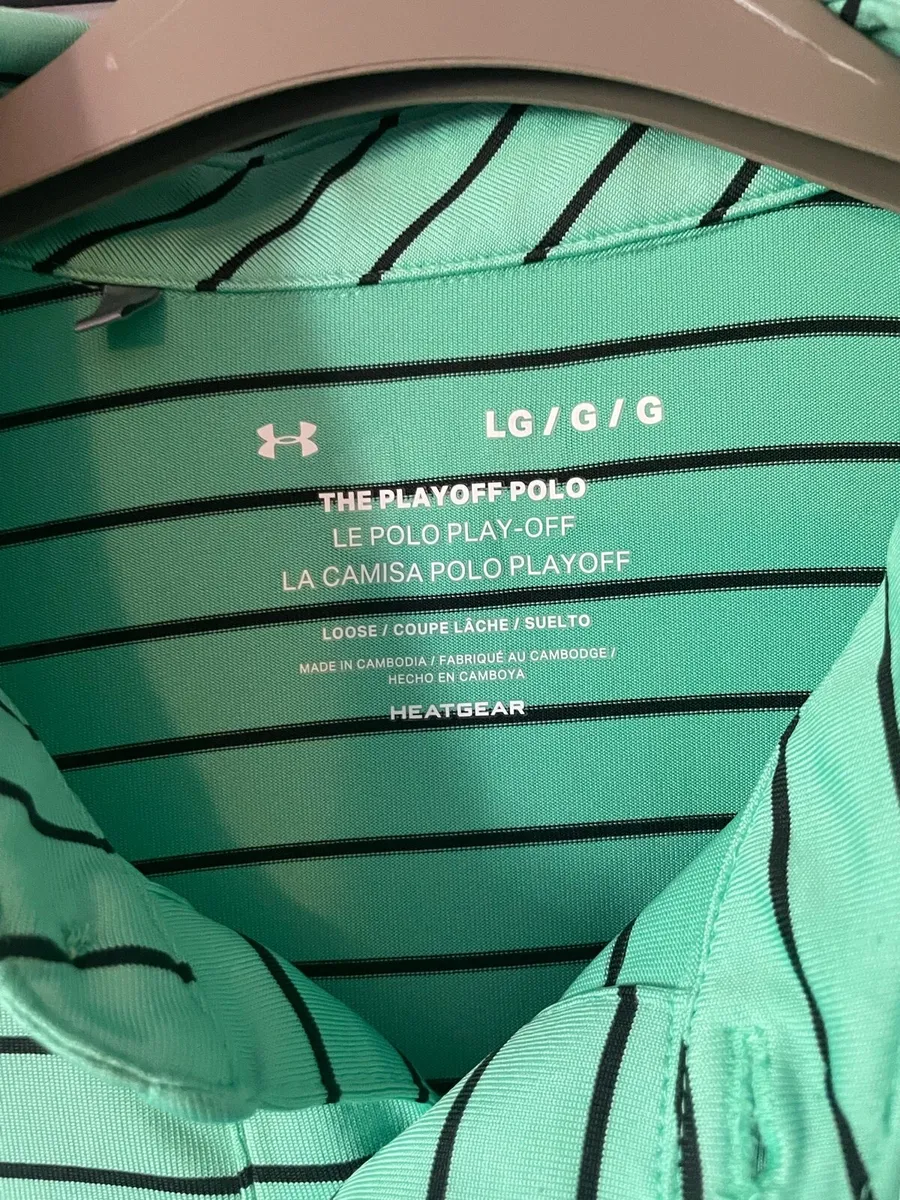 LG / G / G
THE PLAYOFF POLO
LE POLO PLAY-OFF
LA CAMISA POLO PLAYOFF
LOOSE / COUPE LÂCHE / SUELTO
MADE IN CAMBODIA / FABRIQUÉ AU CAMBODGE /
HECHO EN CAMBOYA
HEATGEAR